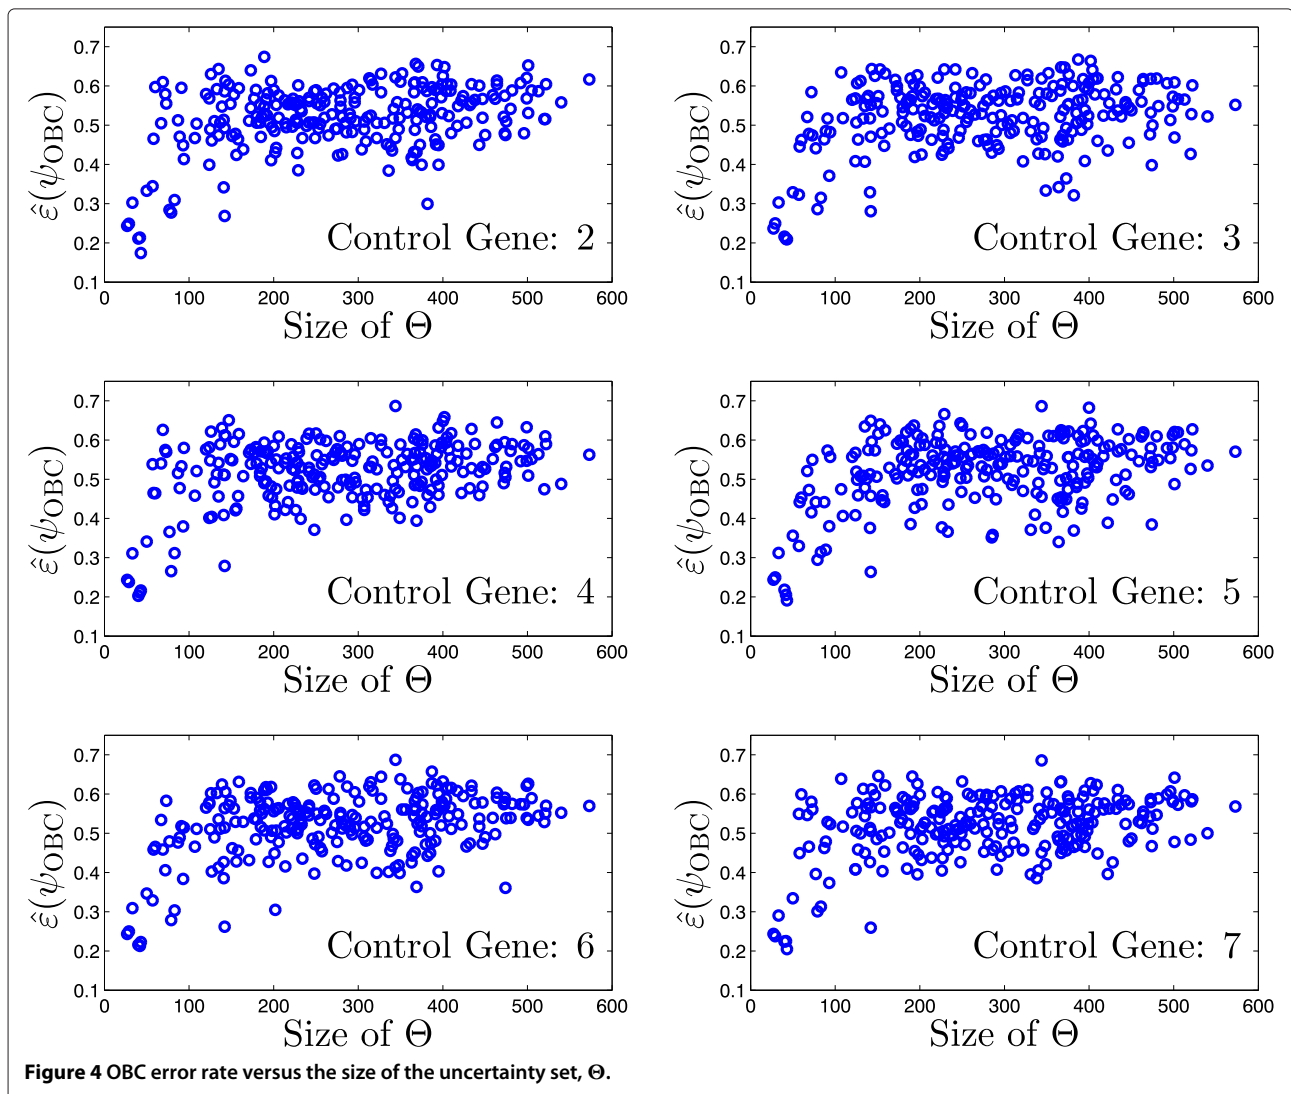 0.7
0.6
0.5
0.4
0.3
0.2
0.1
0 100 200 300 400 500 600
ε̂(ψOBC)
Control Gene: 2
Size of Θ
0.7
0.6
0.5
0.4
0.3
0.2
0.1
0 100 200 300 400 500 600
ε̂(ψOBC)
Control Gene: 3
Size of Θ
0.7
0.6
0.5
0.4
0.3
0.2
0.1
0 100 200 300 400 500 600
ε̂(ψOBC)
Control Gene: 4
Size of Θ
0.7
0.6
0.5
0.4
0.3
0.2
0.1
0 100 200 300 400 500 600
ε̂(ψOBC)
Control Gene: 5
Size of Θ
0.7
0.6
0.5
0.4
0.3
0.2
0.1
0 100 200 300 400 500 600
ε̂(ψOBC)
Control Gene: 6
Size of Θ
0.7
0.6
0.5
0.4
0.3
0.2
0.1
0 100 200 300 400 500 600
ε̂(ψOBC)
Control Gene: 7
Size of Θ
Figure 4 OBC error rate versus the size of the uncertainty set, Θ.